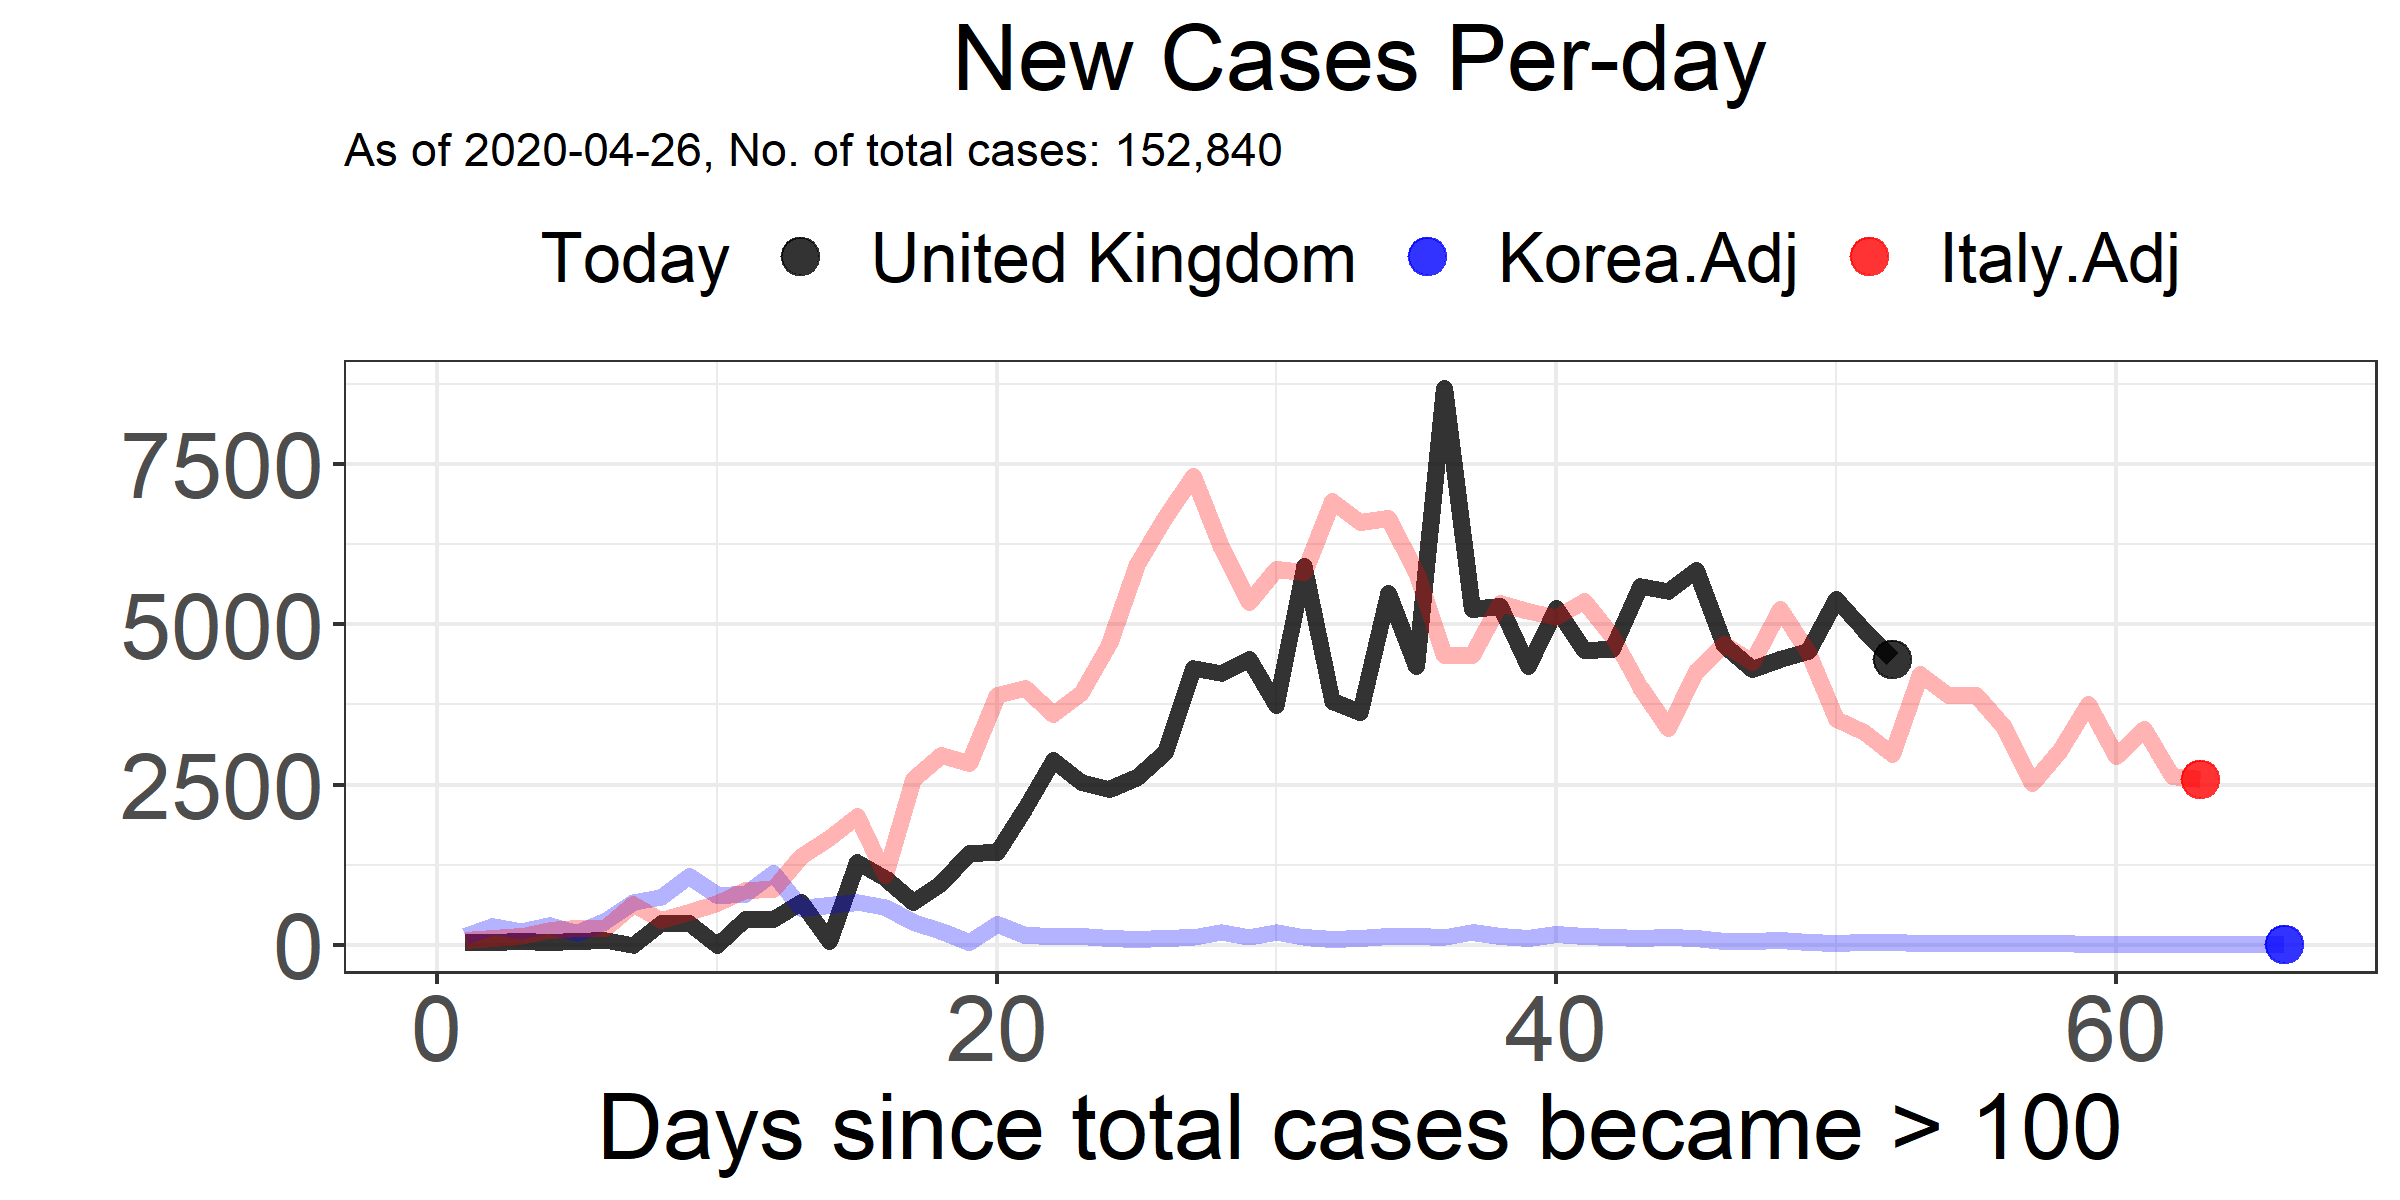 New Cases Per-day
As of 2020-04-26, No. of total cases: 152,840
Today United Kingdom Korea.Adj Italy.Adj
7500
5000
2500
0
0 20 40 60
Days since total cases became > 100